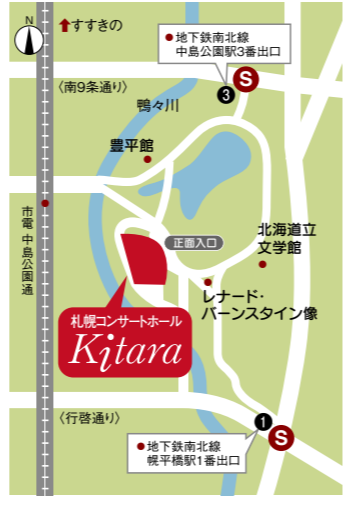 N
↑すすきの
●地下鉄南北線
中島公園駅3番出口
〈南9条通り〉
S
3
鴨々川
豊平館
正面入口
北海道立
文学館
市電 中島公園通
レナード・
バーンスタイン像
札幌コンサートホール
Kitara
〈行啓通り〉
1
S
●地下鉄南北線
幌平橋駅1番出口